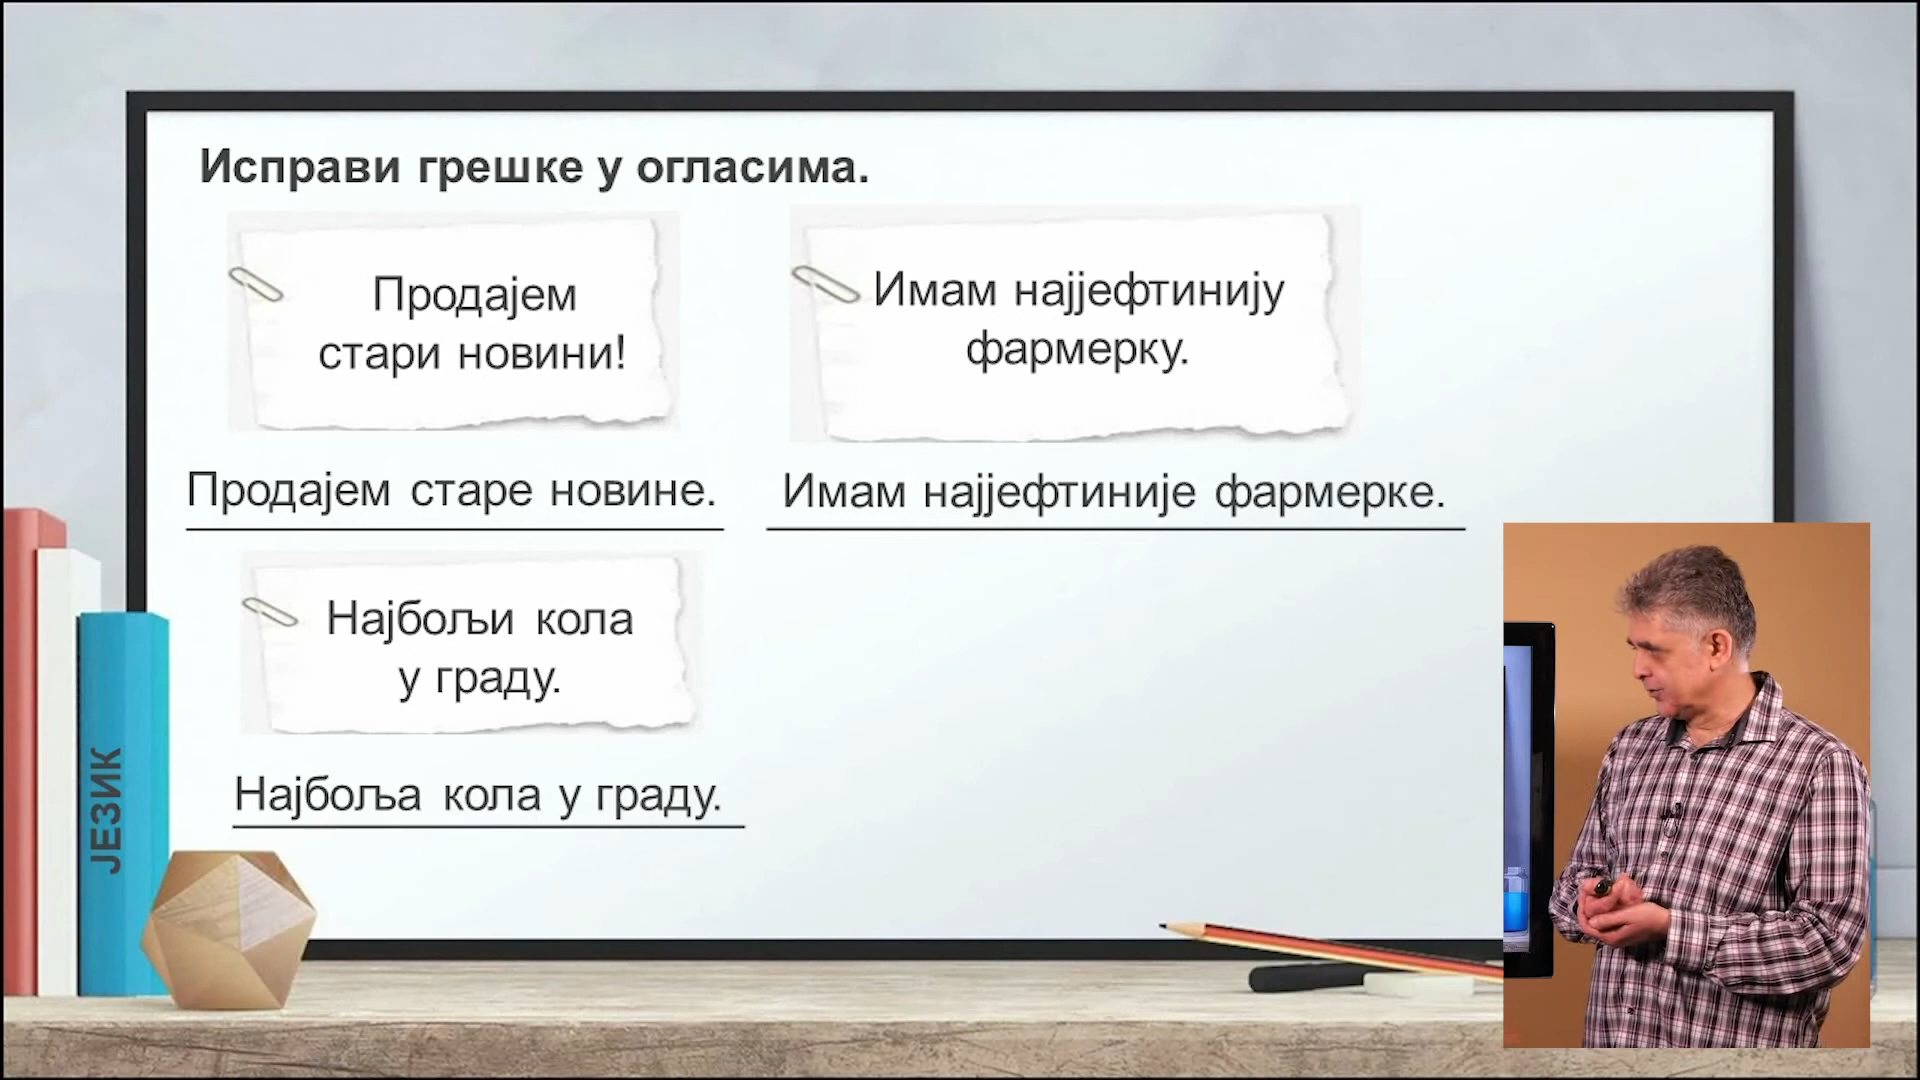 Исправи грешке у огласима.
Продајем
стари новини!
Имам најјефтинију
фармерку.
Продајем старе новине.
Имам најјефтиније фармерке.
Најбољи кола
у граду.
Најбоља кола у граду.
ЈЕЗИК